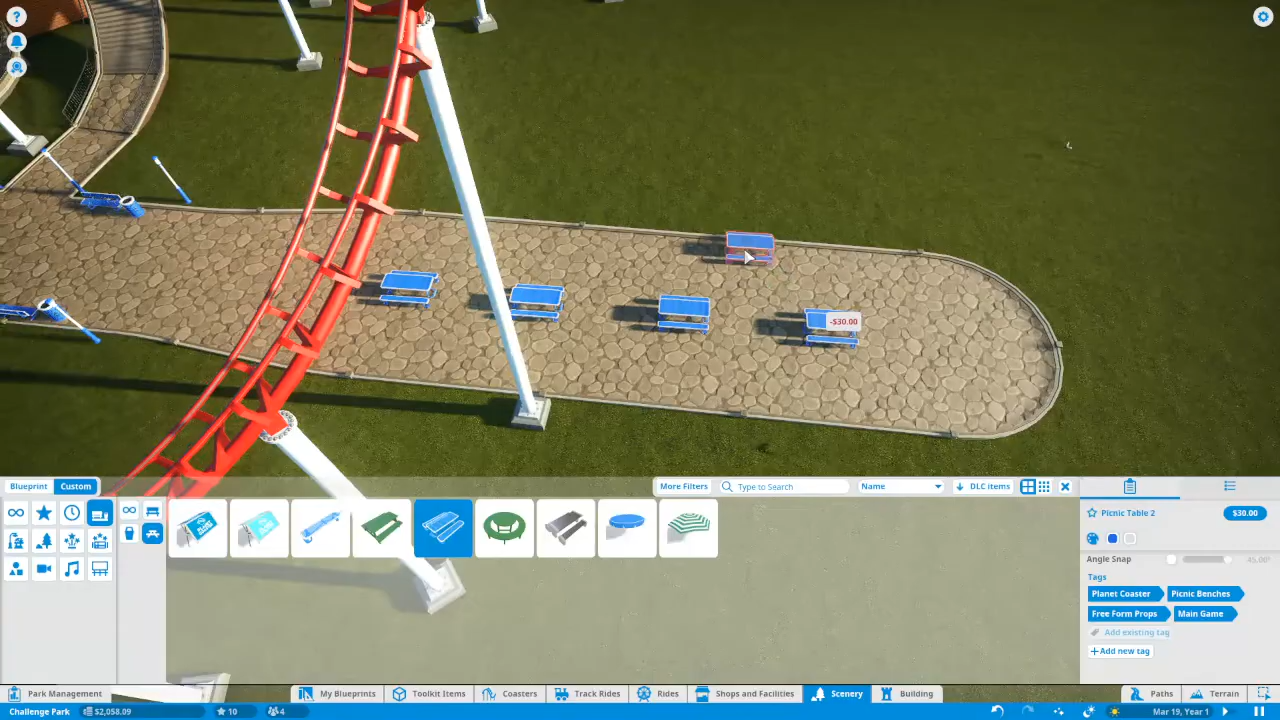 -$30.00
Blueprint
Custom
More Filters
Type to Search
Name
DLC items
Picnic Table 2
$30.00
Angle Snap
45.00°
Tags
Planet Coaster
Picnic Benches
Free Form Props
Main Game
Add existing tag
+Add new tag
Park Management
My Blueprints
Toolkit Items
Coasters
Track Rides
Rides
Shops and Facilities
Scenery
Building
Paths
Terrain
Challenge Park
$2,058.09
10
4
Mar 19, Year 1